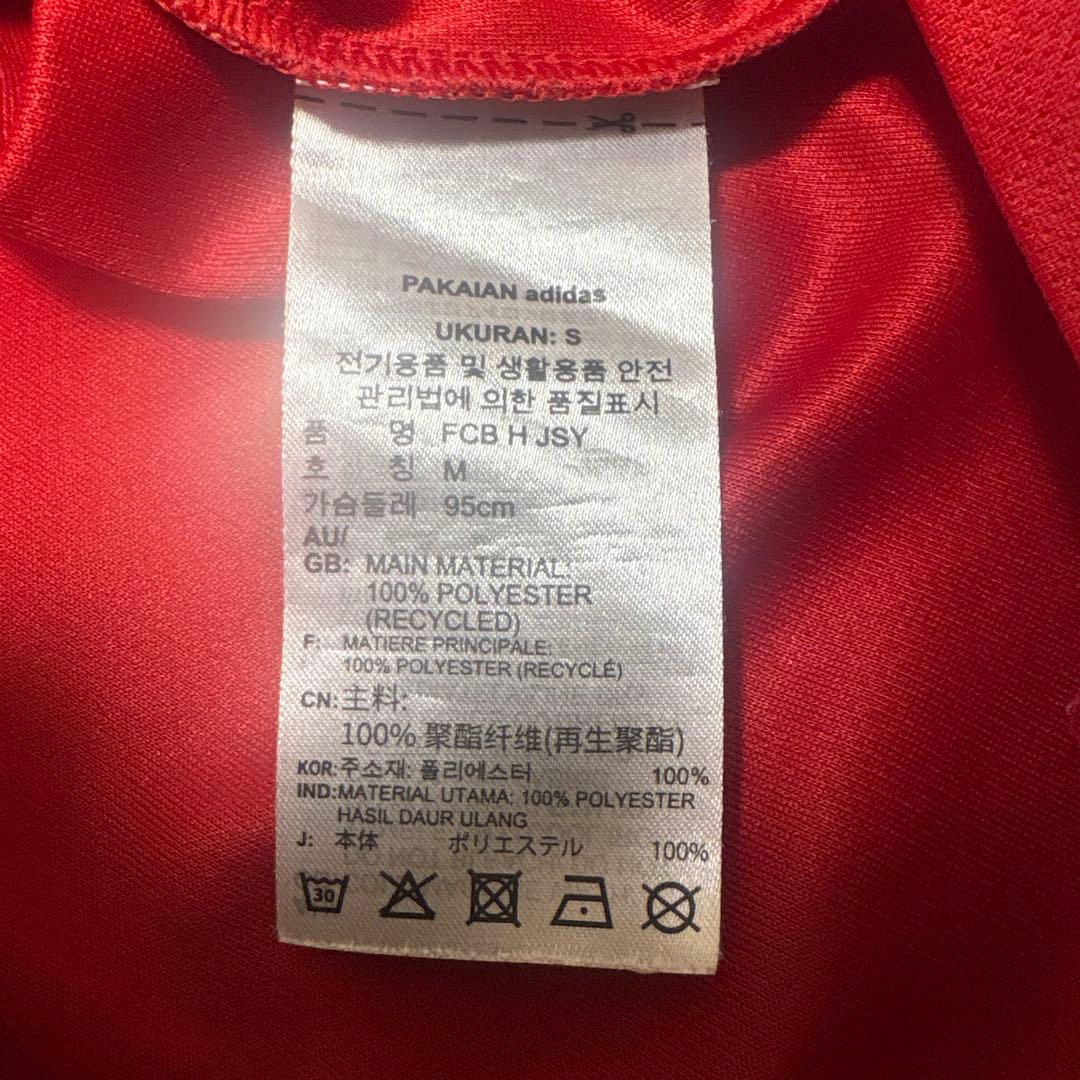 PAKAIAN adidas
UKURAN: S
전기용품 및 생활용품 안전
관리법에 의한 품질표시
품 명 FCB H JSY
호 칭 M
가슴둘레 95cm
AU/
GB: MAIN MATERIAL:
100% POLYESTER
(RECYCLED)
F: MATIERE PRINCIPALE:
100% POLYESTER (RECYCLÉ)
CN: 主料:
100% 聚酯纤维(再生聚酯)
KOR: 주소재: 폴리에스터 100%
IND: MATERIAL UTAMA: 100% POLYESTER
HASIL DAUR ULANG
J: 本体 ポリエステル 100%
30